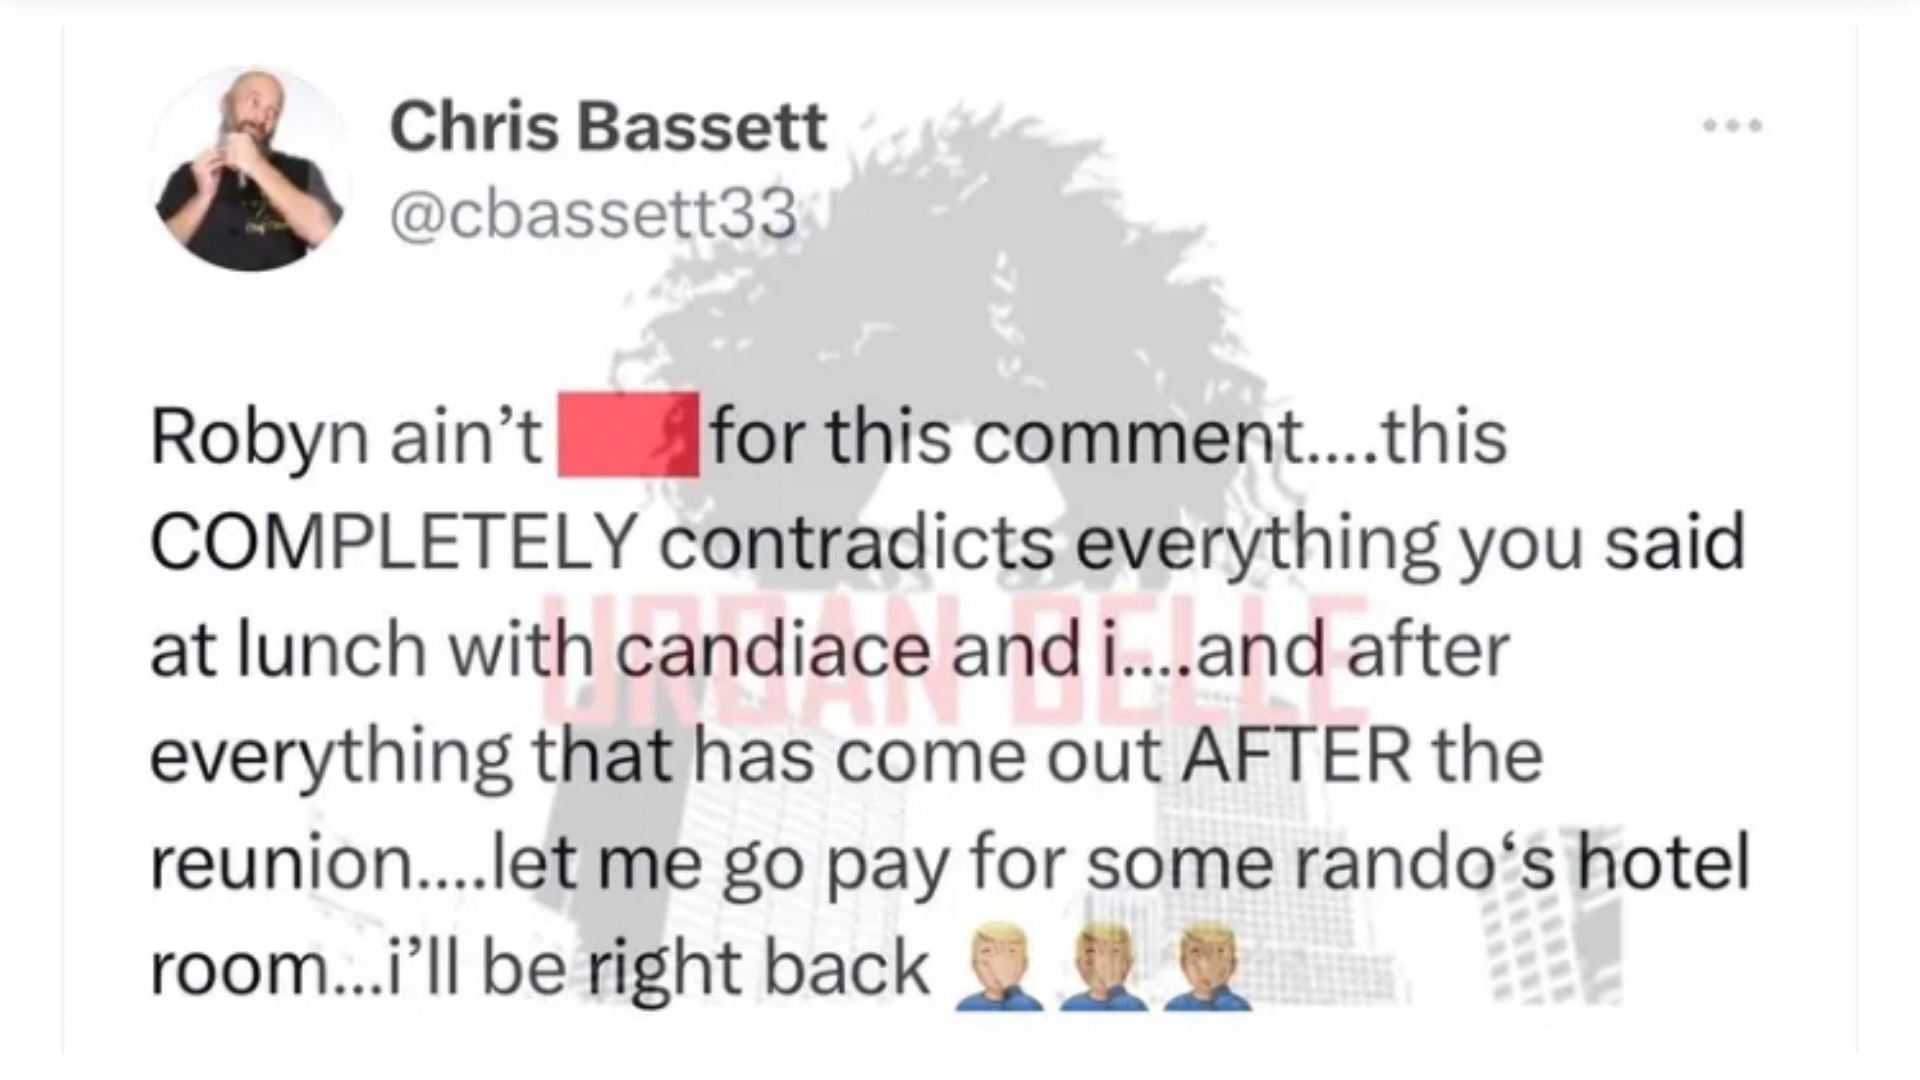 Chris Bassett
@cbassett33
Robyn ain’t for this comment....this
COMPLETELY contradicts everything you said
at lunch with candiace and i....and after
everything that has come out AFTER the
reunion....let me go pay for some rando‘s hotel
room...i’ll be right back 🤦🏼‍♂️🤦🏼‍♂️🤦🏼‍♂️
URBAN BELLE